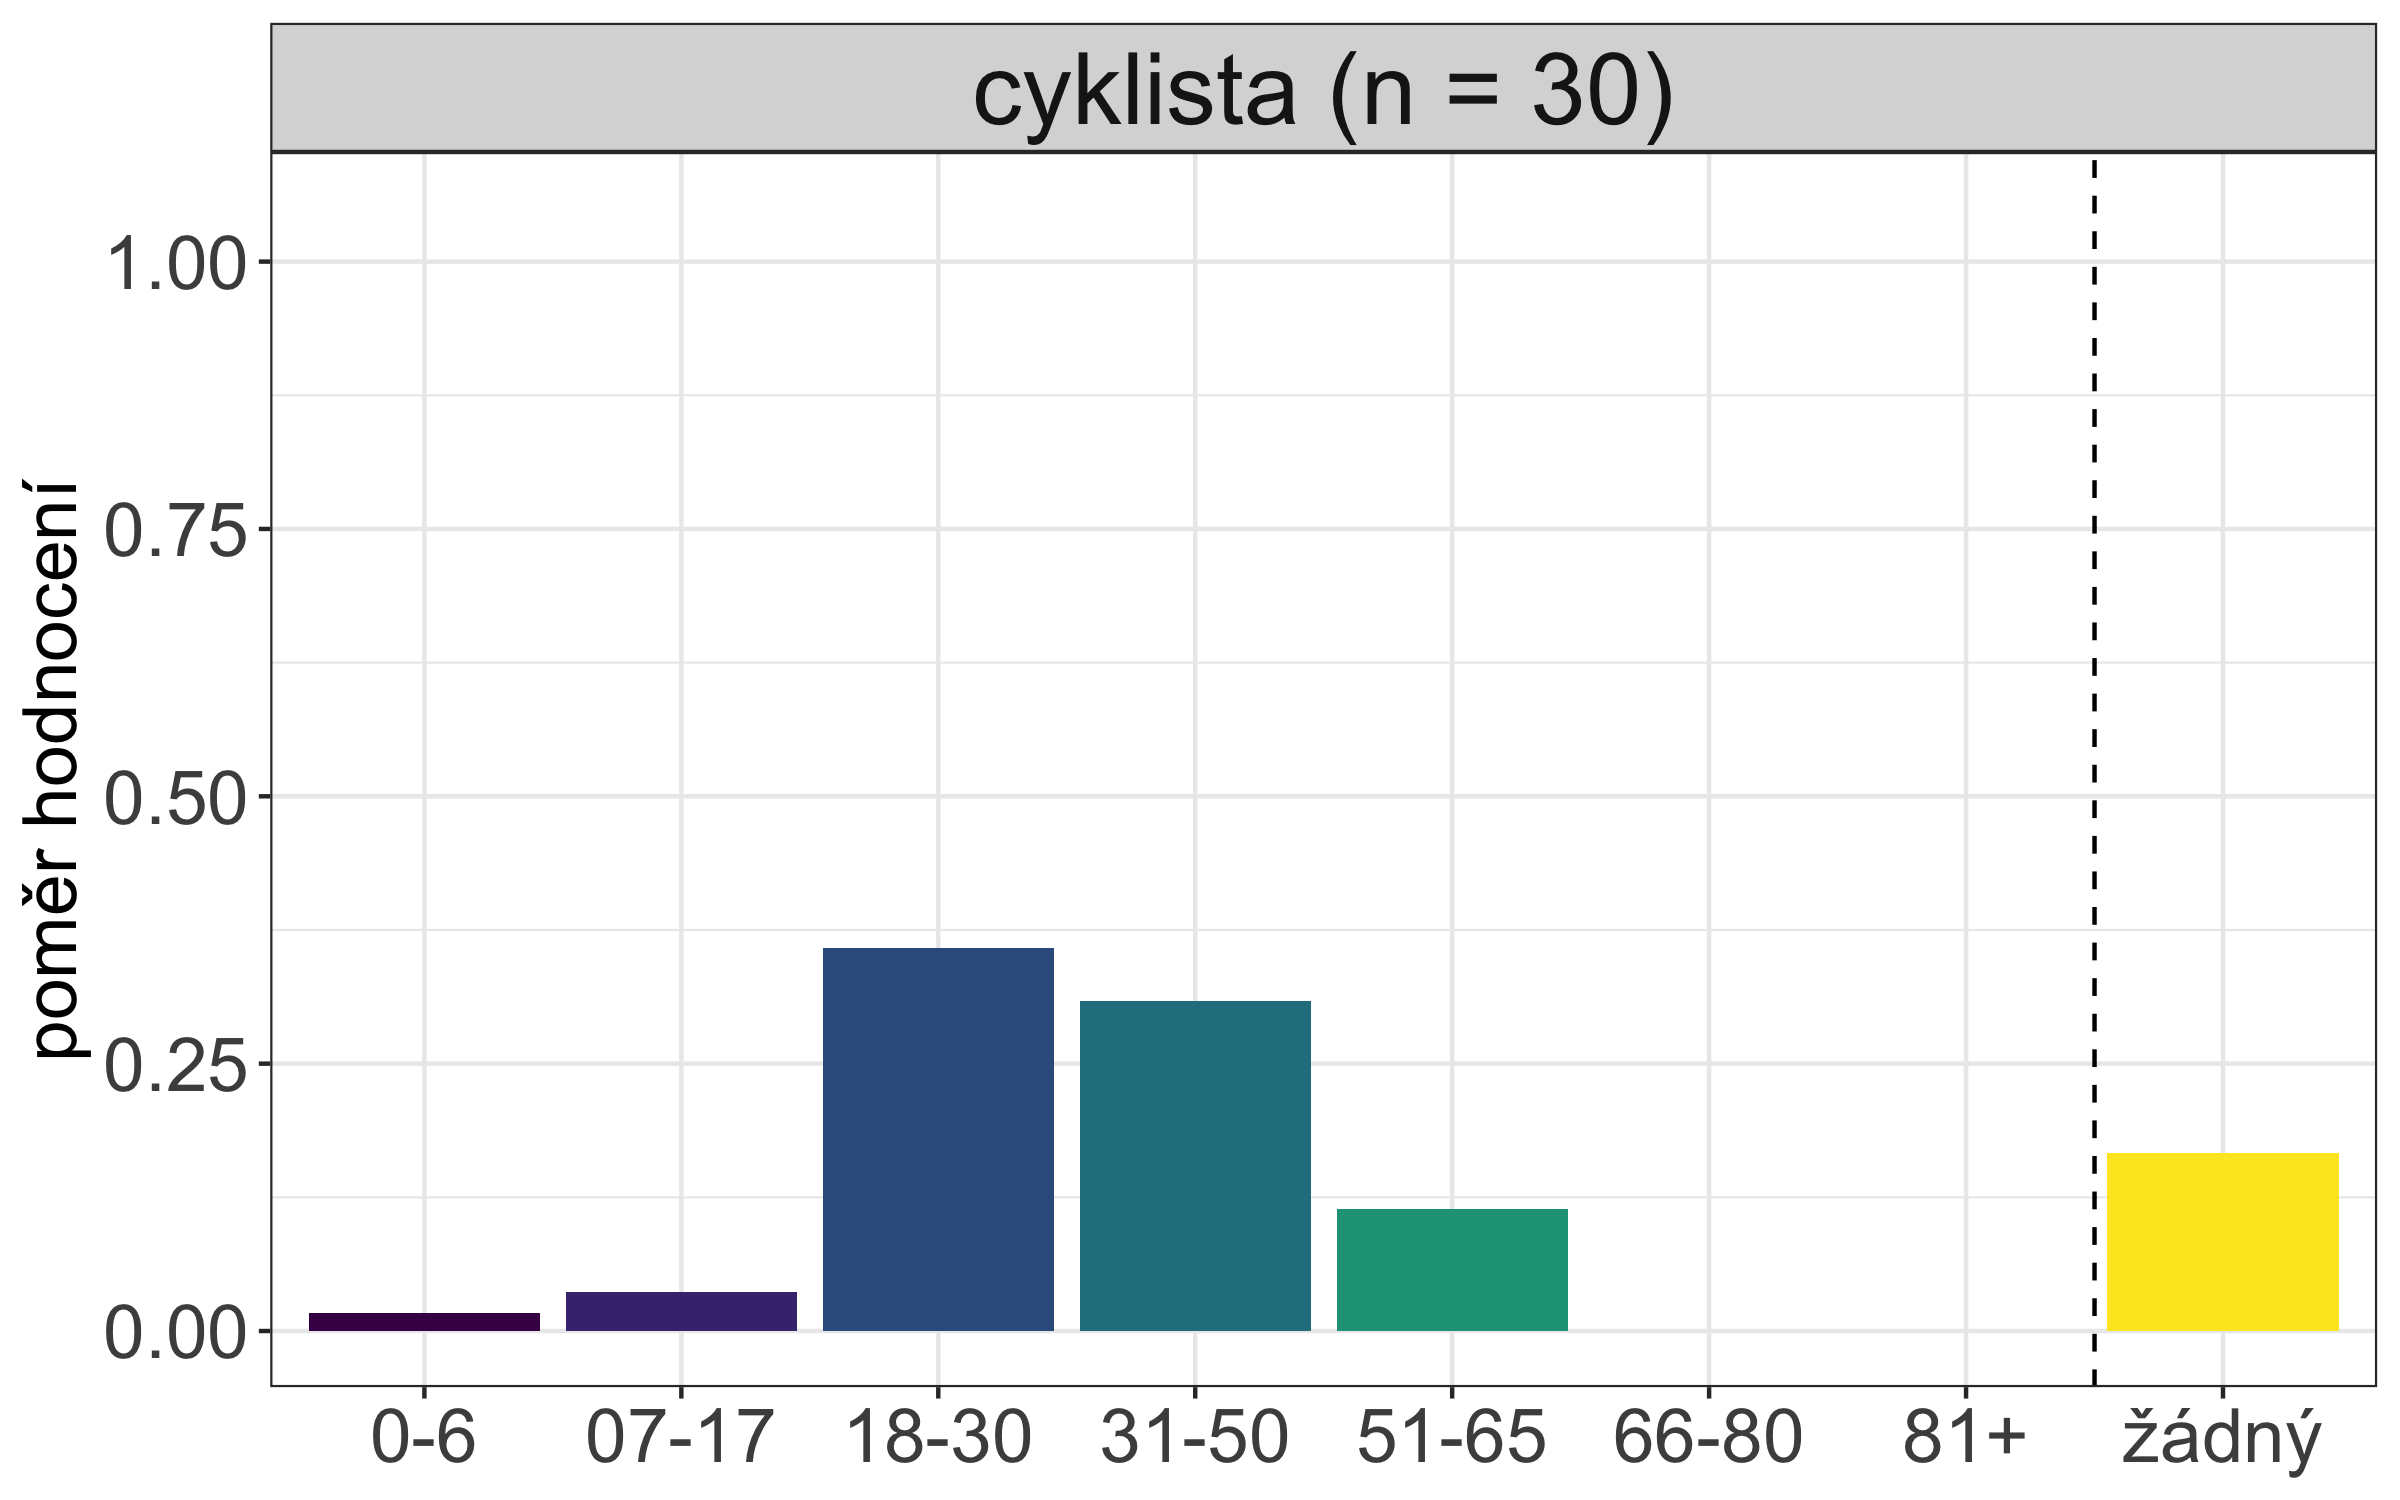 cyklista (n = 30)
poměr hodnocení
1.00
0.75
0.50
0.25
0.00
0-6 07-17 18-30 31-50 51-65 66-80 81+ žádný